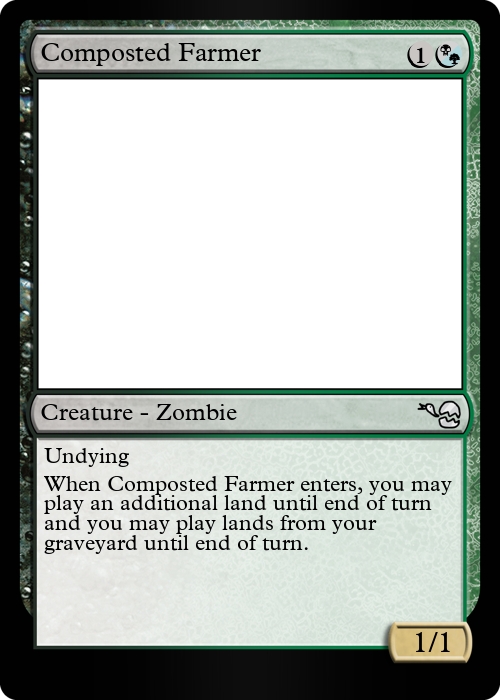 Composted Farmer 1
Creature - Zombie
Undying
When Composted Farmer enters, you may
play an additional land until end of turn
and you may play lands from your
graveyard until end of turn.
1/1